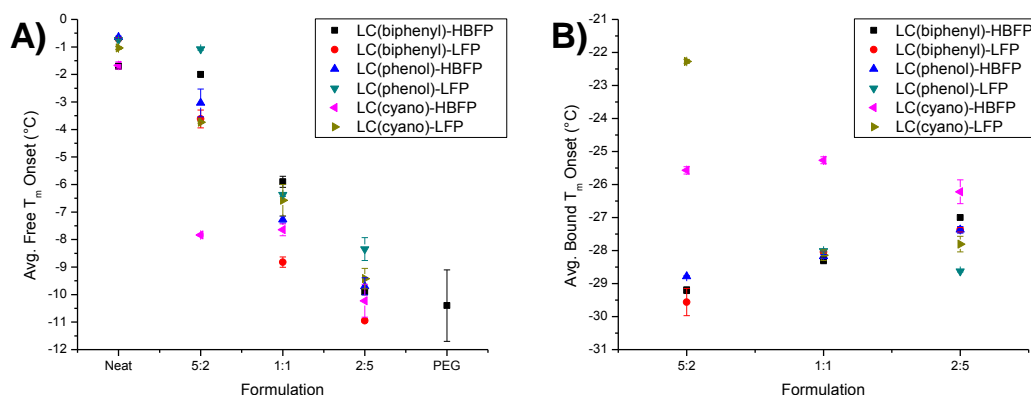 A)
0
-1
-2
-3
-4
-5
-6
-7
-8
-9
-10
-11
-12
Avg. Free Tm Onset (°C)
Neat 5:2 1:1 2:5 PEG
Formulation
LC(biphenyl)-HBFP
LC(biphenyl)-LFP
LC(phenol)-HBFP
LC(phenol)-LFP
LC(cyano)-HBFP
LC(cyano)-LFP
B)
-21
-22
-23
-24
-25
-26
-27
-28
-29
-30
-31
Avg. Bound Tm Onset (°C)
5:2 1:1 2:5
Formulation
LC(biphenyl)-HBFP
LC(biphenyl)-LFP
LC(phenol)-HBFP
LC(phenol)-LFP
LC(cyano)-HBFP
LC(cyano)-LFP